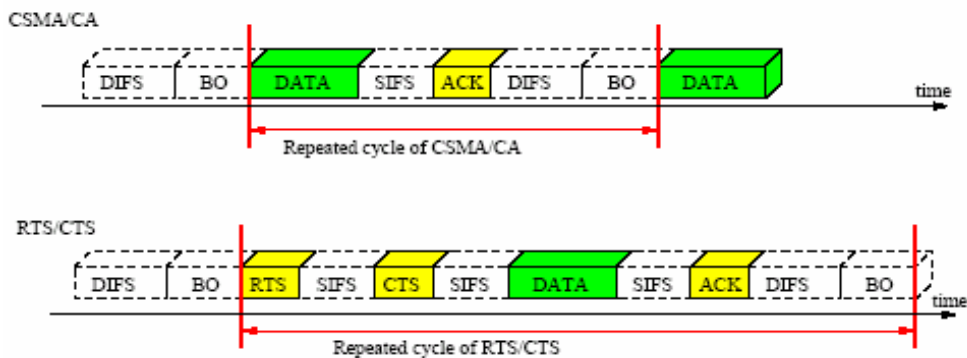 CSMA/CA
DIFS BO DATA SIFS ACK DIFS BO DATA
time
Repeated cycle of CSMA/CA
RTS/CTS
DIFS BO RTS SIFS CTS SIFS DATA SIFS ACK DIFS BO
time
Repeated cycle of RTS/CTS